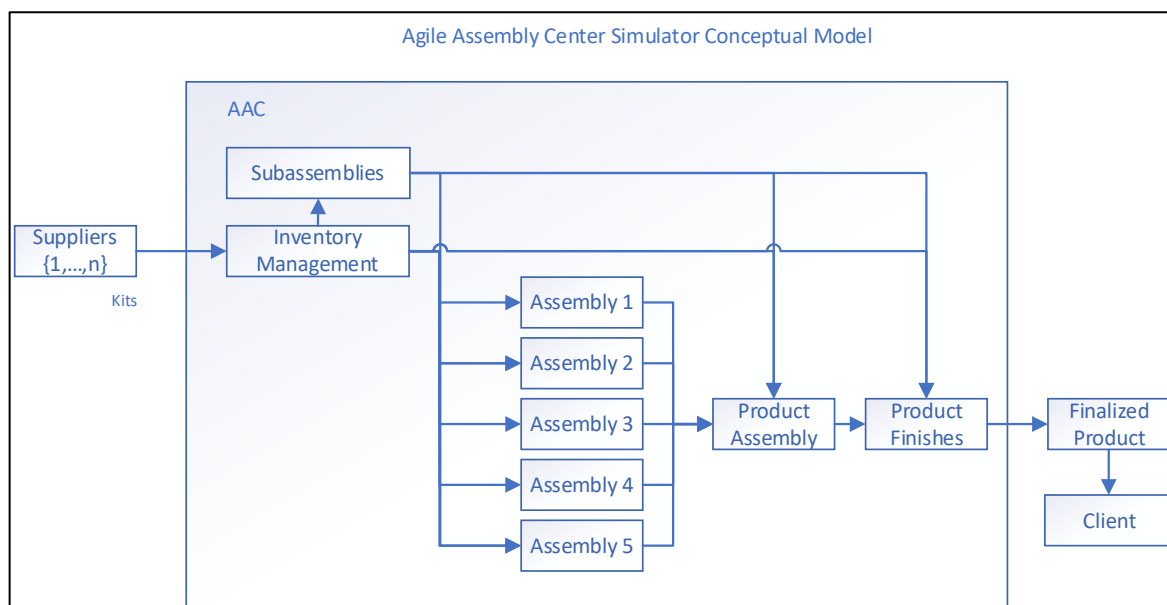 Agile Assembly Center Simulator Conceptual Model
AAC
Subassemblies
Suppliers
{1,...,n}
Kits
Inventory
Management
Assembly 1
Assembly 2
Assembly 3
Assembly 4
Assembly 5
Product
Assembly
Product
Finishes
Finalized
Product
Client